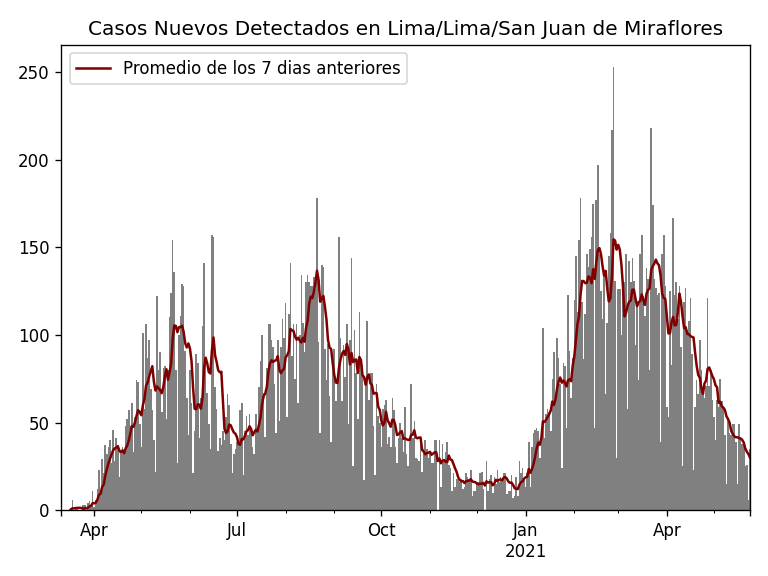 Casos Nuevos Detectados en Lima/Lima/San Juan de Miraflores
Promedio de los 7 dias anteriores
250
200
150
100
50
0
Apr Jul Oct Jan Apr
2021